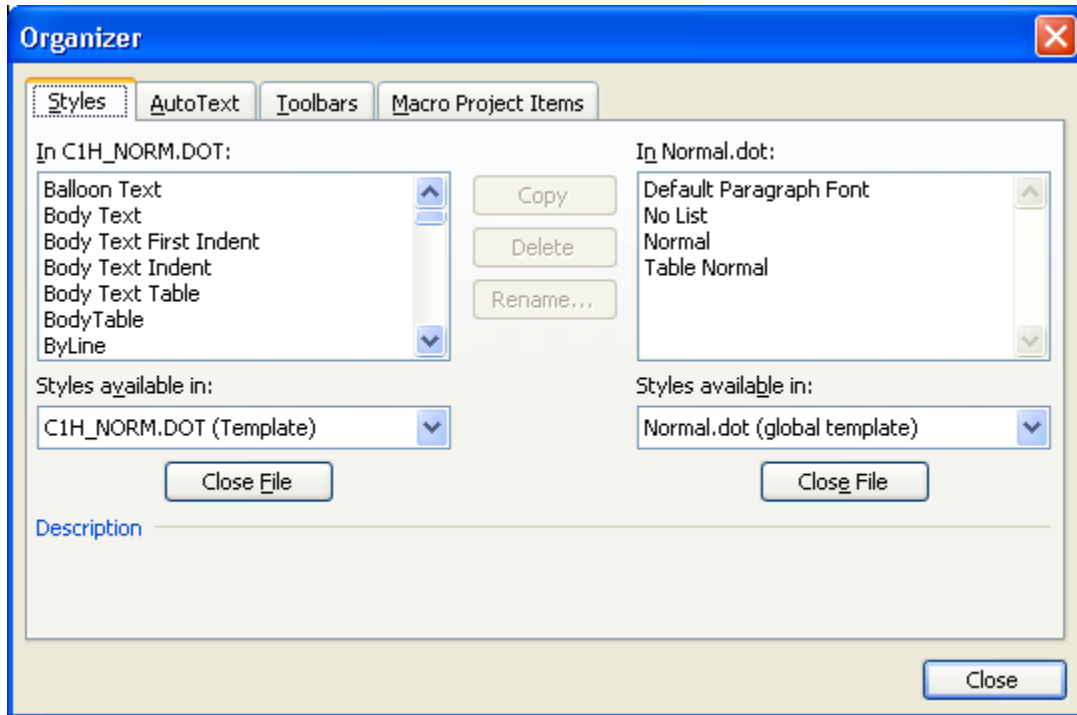 Organizer
Styles AutoText Toolbars Macro Project Items
In C1H_NORM.DOT:
Balloon Text
Body Text
Body Text First Indent
Body Text Indent
Body Text Table
BodyTable
ByLine
Copy
Delete
Rename...
In Normal.dot:
Default Paragraph Font
No List
Normal
Table Normal
Styles available in:
C1H_NORM.DOT (Template)
Close File
Styles available in:
Normal.dot (global template)
Close File
Description
Close